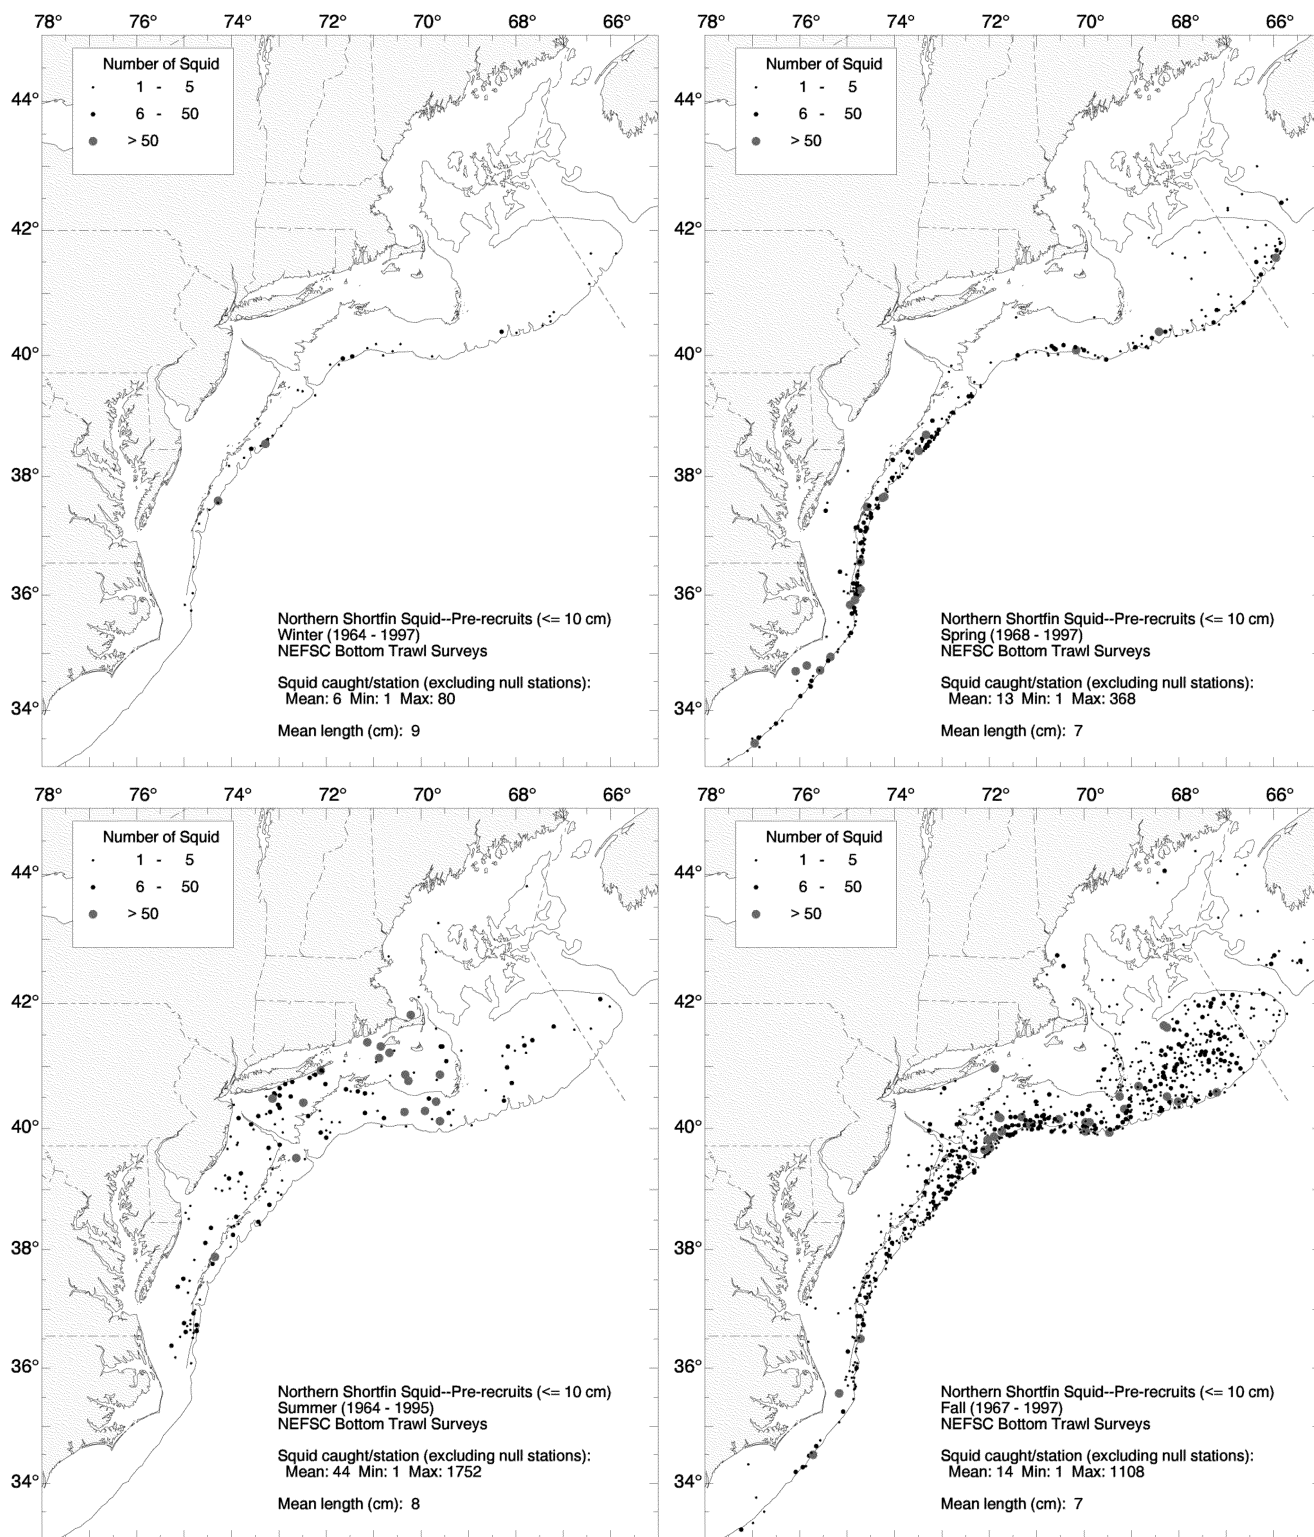 78° 76° 74° 72° 70° 68° 66°
Number of Squid
1 - 5
6 - 50
> 50
44°
42°
40°
38°
36°
34°
Northern Shortfin Squid--Pre-recruits (<= 10 cm)
Winter (1964 - 1997)
NEFSC Bottom Trawl Surveys
Squid caught/station (excluding null stations):
Mean: 6 Min: 1 Max: 80
Mean length (cm): 9
78° 76° 74° 72° 70° 68° 66°
Number of Squid
1 - 5
6 - 50
> 50
44°
42°
40°
38°
36°
34°
Northern Shortfin Squid--Pre-recruits (<= 10 cm)
Spring (1968 - 1997)
NEFSC Bottom Trawl Surveys
Squid caught/station (excluding null stations):
Mean: 13 Min: 1 Max: 368
Mean length (cm): 7
78° 76° 74° 72° 70° 68° 66°
Number of Squid
1 - 5
6 - 50
> 50
44°
42°
40°
38°
36°
34°
Northern Shortfin Squid--Pre-recruits (<= 10 cm)
Summer (1964 - 1995)
NEFSC Bottom Trawl Surveys
Squid caught/station (excluding null stations):
Mean: 44 Min: 1 Max: 1752
Mean length (cm): 8
78° 76° 74° 72° 70° 68° 66°
Number of Squid
1 - 5
6 - 50
> 50
44°
42°
40°
38°
36°
34°
Northern Shortfin Squid--Pre-recruits (<= 10 cm)
Fall (1967 - 1997)
NEFSC Bottom Trawl Surveys
Squid caught/station (excluding null stations):
Mean: 14 Min: 1 Max: 1108
Mean length (cm): 7